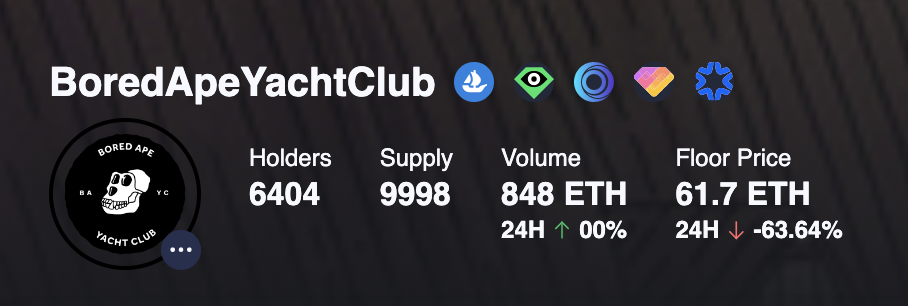 BoredApeYachtClub
BORED APE
BA YC
YACHT CLUB
Holders
6404
Supply
9998
Volume
848 ETH
24H ↑ 00%
Floor Price
61.7 ETH
24H ↓ -63.64%